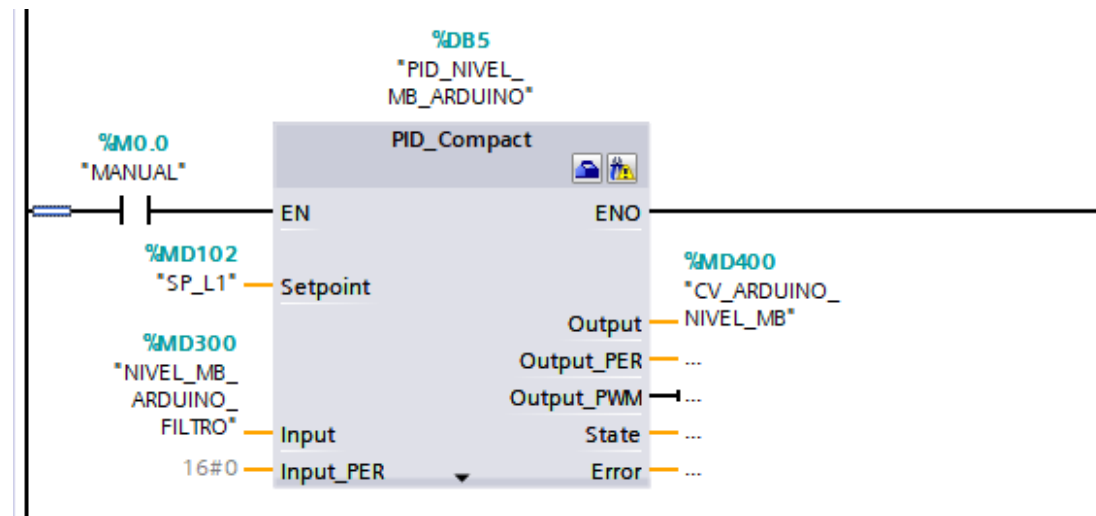 %DB5
"PID_NIVEL_
MB_ARDUINO"
%M0.0
"MANUAL"
PID_Compact
EN
ENO
%MD102
"SP_L1"
Setpoint
%MD400
"CV_ARDUINO_
NIVEL_MB"
Output
%MD300
"NIVEL_MB_
ARDUINO_
FILTRO"
Output_PER
...
Output_PWM
...
Input
State
...
16#0
Input_PER
Error
...